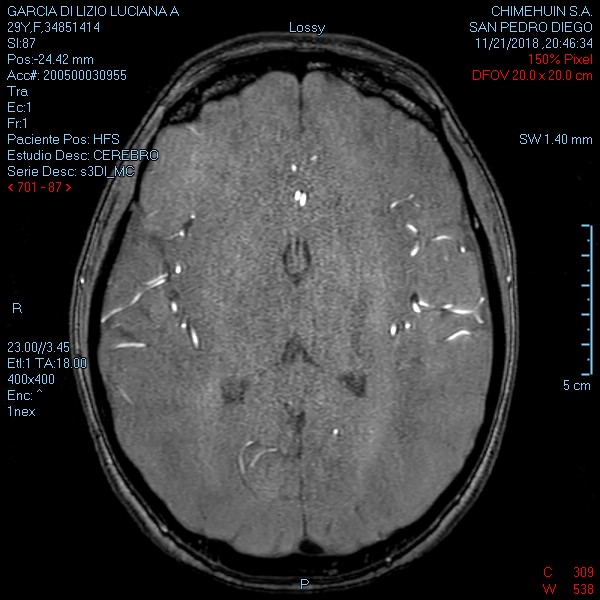 GARCIA DI LIZIO LUCIANA A
29Y,F,34851414
Sl:87
Pos:-24.42 mm
Acc#: 200500030955
Tra
Ec:1
Fr:1
Paciente Pos: HFS
Estudio Desc: CEREBRO
Serie Desc: s3DI_MC
< 701 - 87 >
Lossy
CHIMEHUIN S.A.
SAN PEDRO DIEGO
11/21/2018 ,20:46:34
150% Pixel
DFOV 20.0 x 20.0 cm
SW 1.40 mm
R
23.00//3.45
Etl:1 TA:18.00
400x400
Enc: ^
1nex
5 cm
P
C 309
W 538